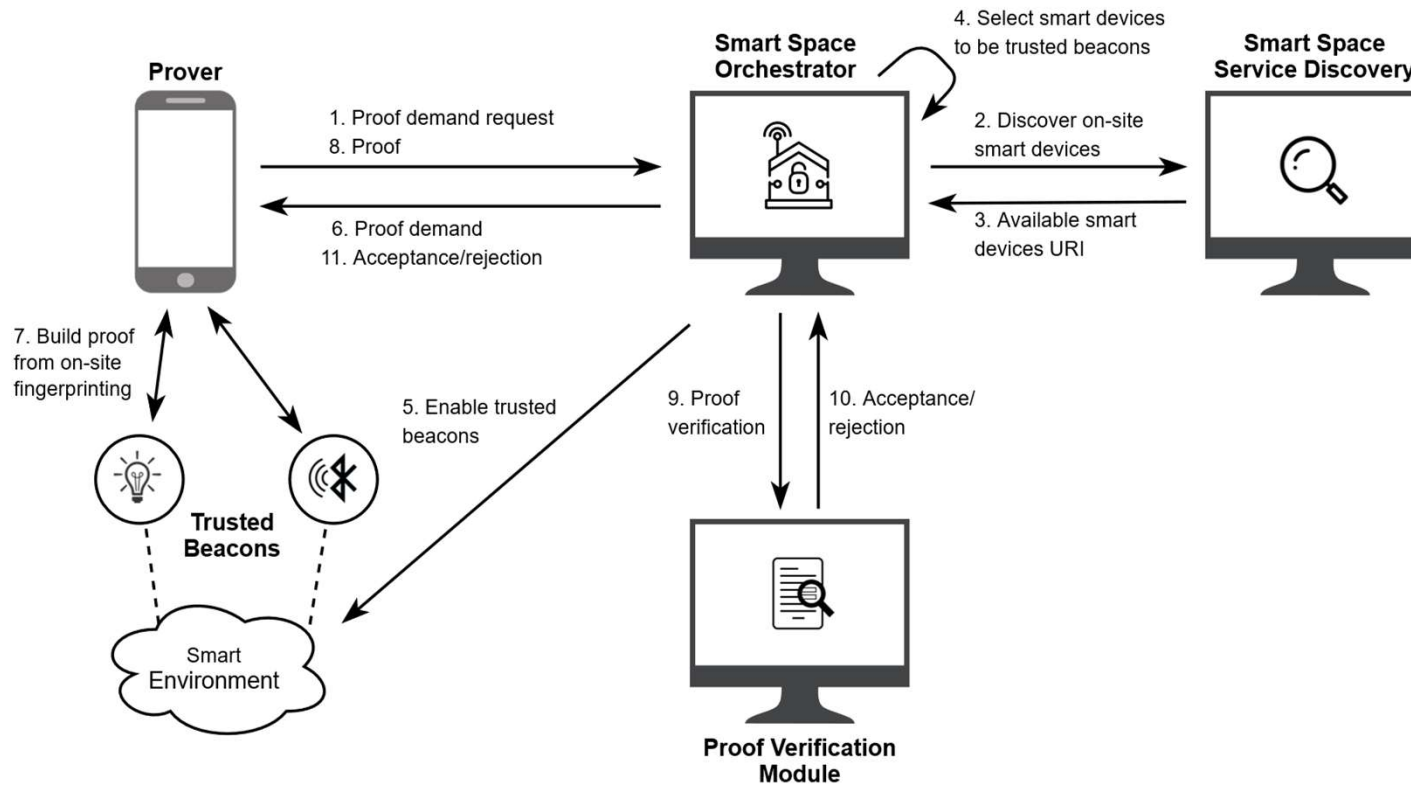 Prover
Smart Space
Orchestrator
4. Select smart devices
to be trusted beacons
Smart Space
Service Discovery
1. Proof demand request
8. Proof
2. Discover on-site
smart devices
6. Proof demand
11. Acceptance/rejection
3. Available smart
devices URI
7. Build proof
from on-site
fingerprinting
5. Enable trusted
beacons
9. Proof
verification
10. Acceptance/
rejection
Trusted
Beacons
Smart
Environment
Proof Verification
Module